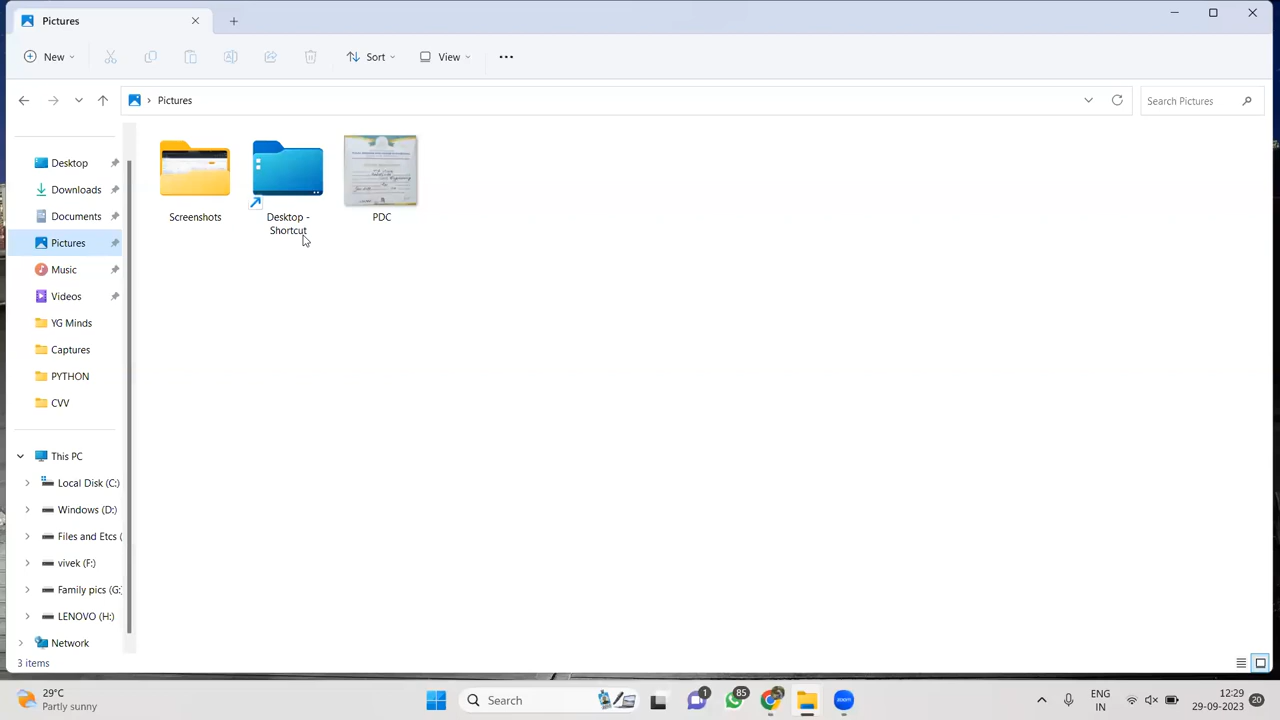 Pictures
New
Sort
View
Pictures
Search Pictures
Desktop
Downloads
Documents
Pictures
Music
Videos
YG Minds
Captures
PYTHON
CVV
This PC
Local Disk (C:)
Windows (D:)
Files and Etcs (
vivek (F:)
Family pics (G:
LENOVO (H:)
Network
Screenshots
Desktop -
Shortcut
PDC
3 items
29°C
Partly sunny
Search
1
85
zoom
ENG
IN
12:29
29-09-2023
20